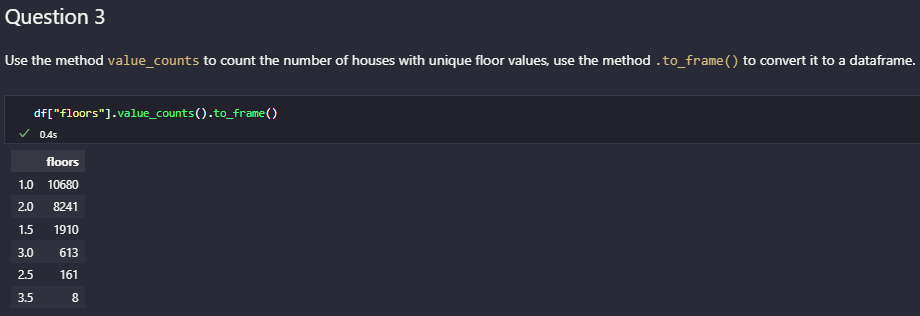 Question 3
Use the method value_counts to count the number of houses with unique floor values, use the method .to_frame() to convert it to a dataframe.
df["floors"].value_counts().to_frame()
0.4s
floors
1.0 10680
2.0 8241
1.5 1910
3.0 613
2.5 161
3.5 8